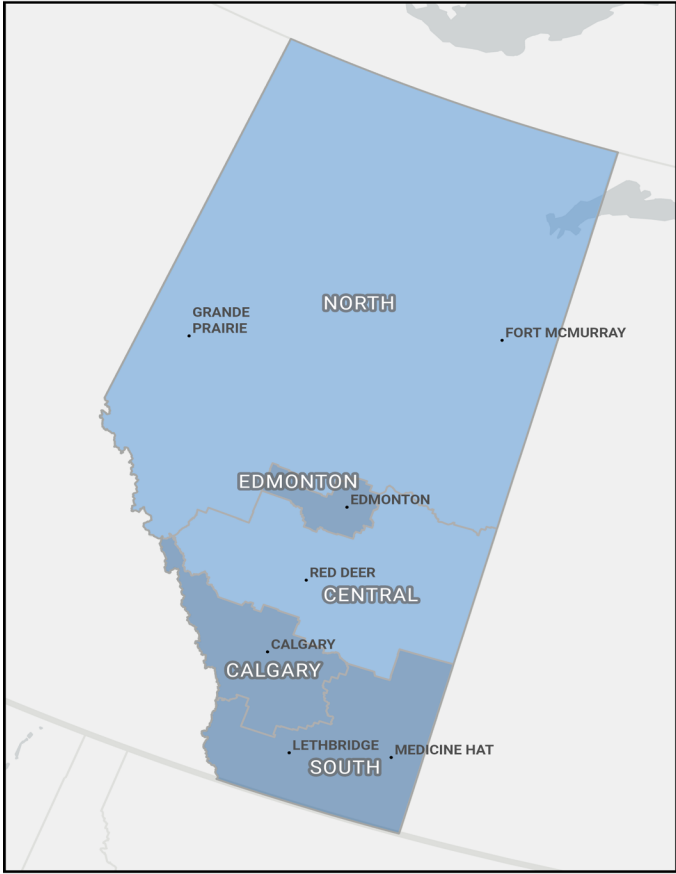 NORTH
GRANDE
PRAIRIE
FORT MCMURRAY
EDMONTON
EDMONTON
RED DEER
CENTRAL
CALGARY
CALGARY
LETHBRIDGE
MEDICINE HAT
SOUTH